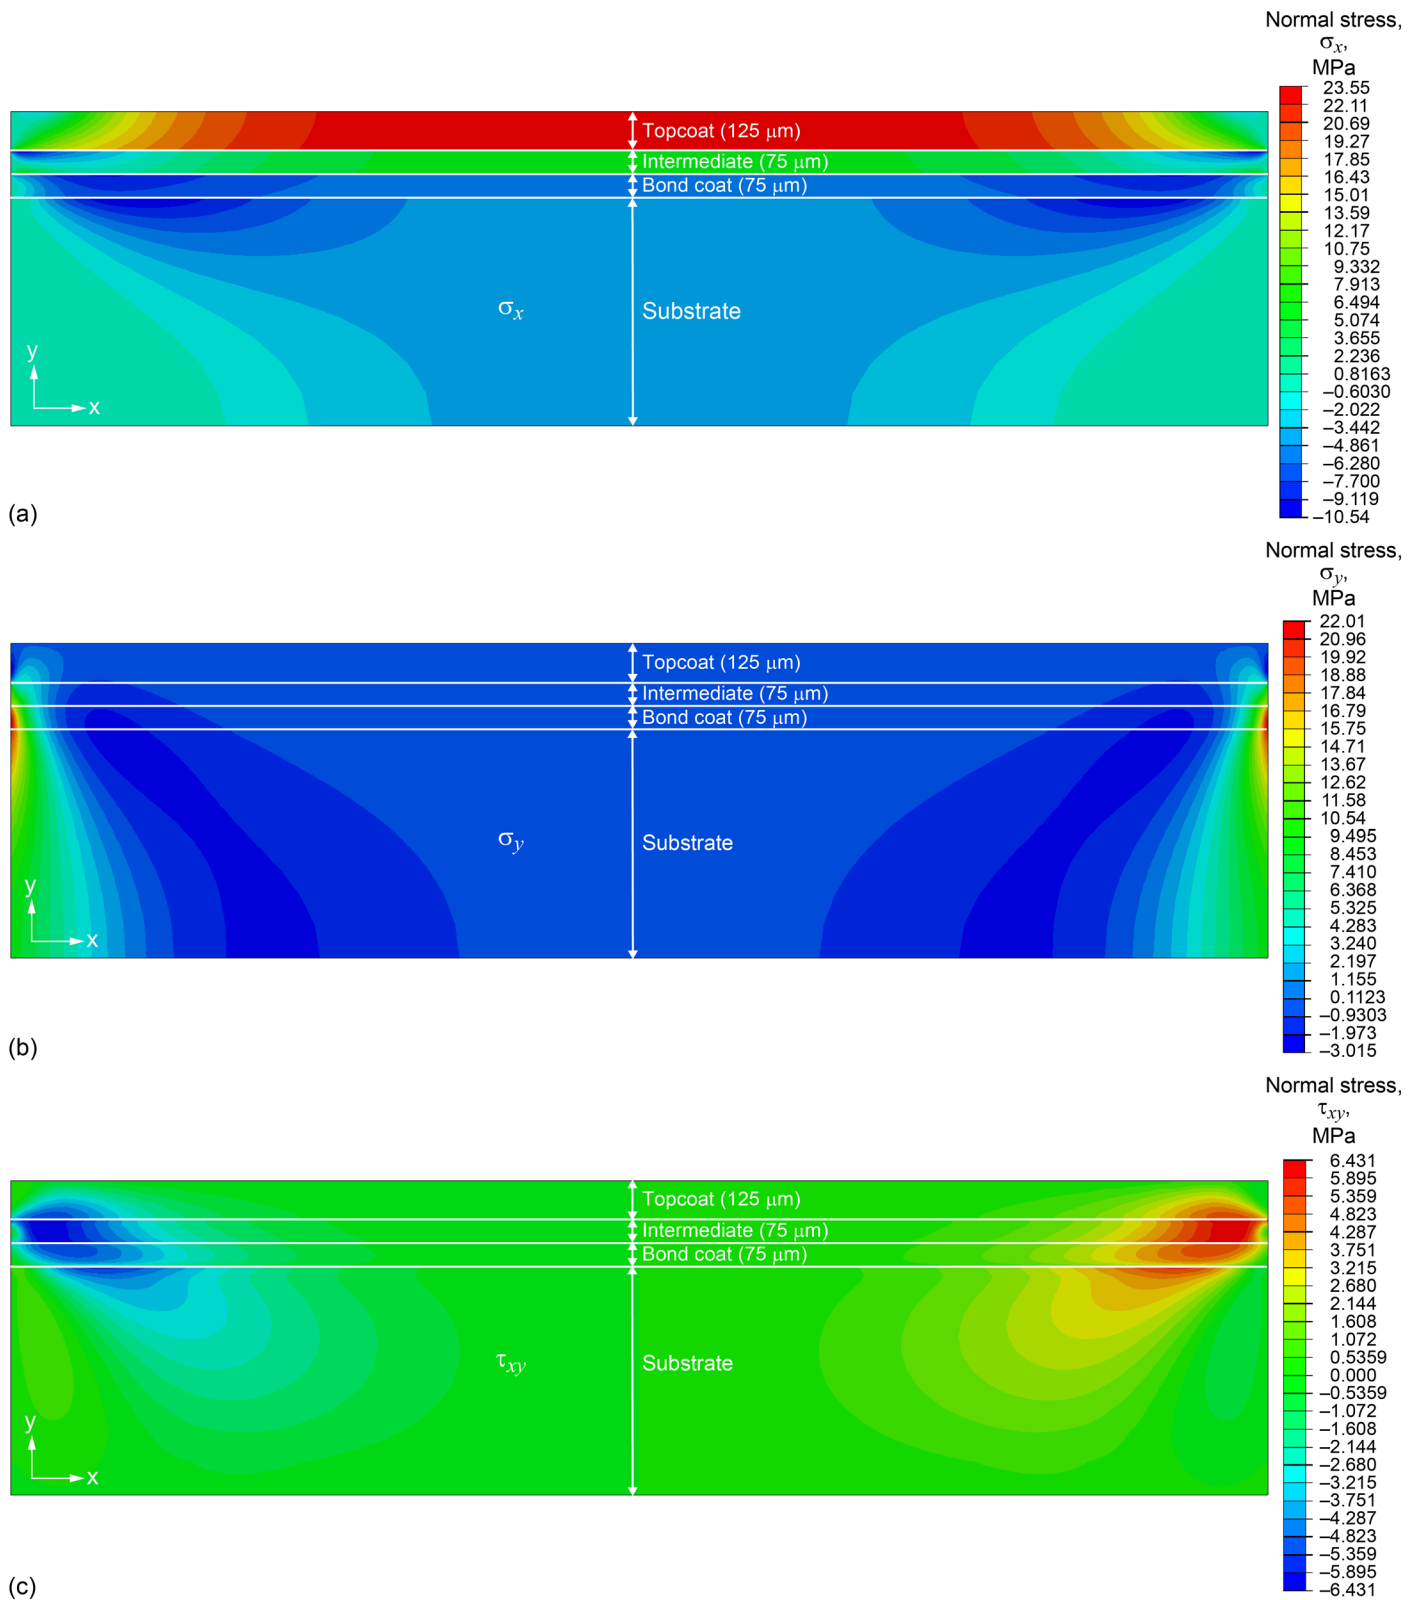 Normal stress,
σx,
MPa
23.55
22.11
20.69
19.27
17.85
16.43
15.01
13.59
12.17
10.75
9.332
7.913
6.494
5.074
3.655
2.236
0.8163
–0.6030
–2.022
–3.442
–4.861
–6.280
–7.700
–9.119
–10.54
Topcoat (125 μm)
Intermediate (75 μm)
Bond coat (75 μm)
σx
Substrate
y
x
(a)
Normal stress,
σy,
MPa
22.01
20.96
19.92
18.88
17.84
16.79
15.75
14.71
13.67
12.62
11.58
10.54
9.495
8.453
7.410
6.368
5.325
4.283
3.240
2.197
1.155
0.1123
–0.9303
–1.973
–3.015
Topcoat (125 μm)
Intermediate (75 μm)
Bond coat (75 μm)
σy
Substrate
y
x
(b)
Normal stress,
τxy,
MPa
6.431
5.895
5.359
4.823
4.287
3.751
3.215
2.680
2.144
1.608
1.072
0.5359
0.000
–0.5359
–1.072
–1.608
–2.144
–2.680
–3.215
–3.751
–4.287
–4.823
–5.359
–5.895
–6.431
Topcoat (125 μm)
Intermediate (75 μm)
Bond coat (75 μm)
τxy
Substrate
y
x
(c)